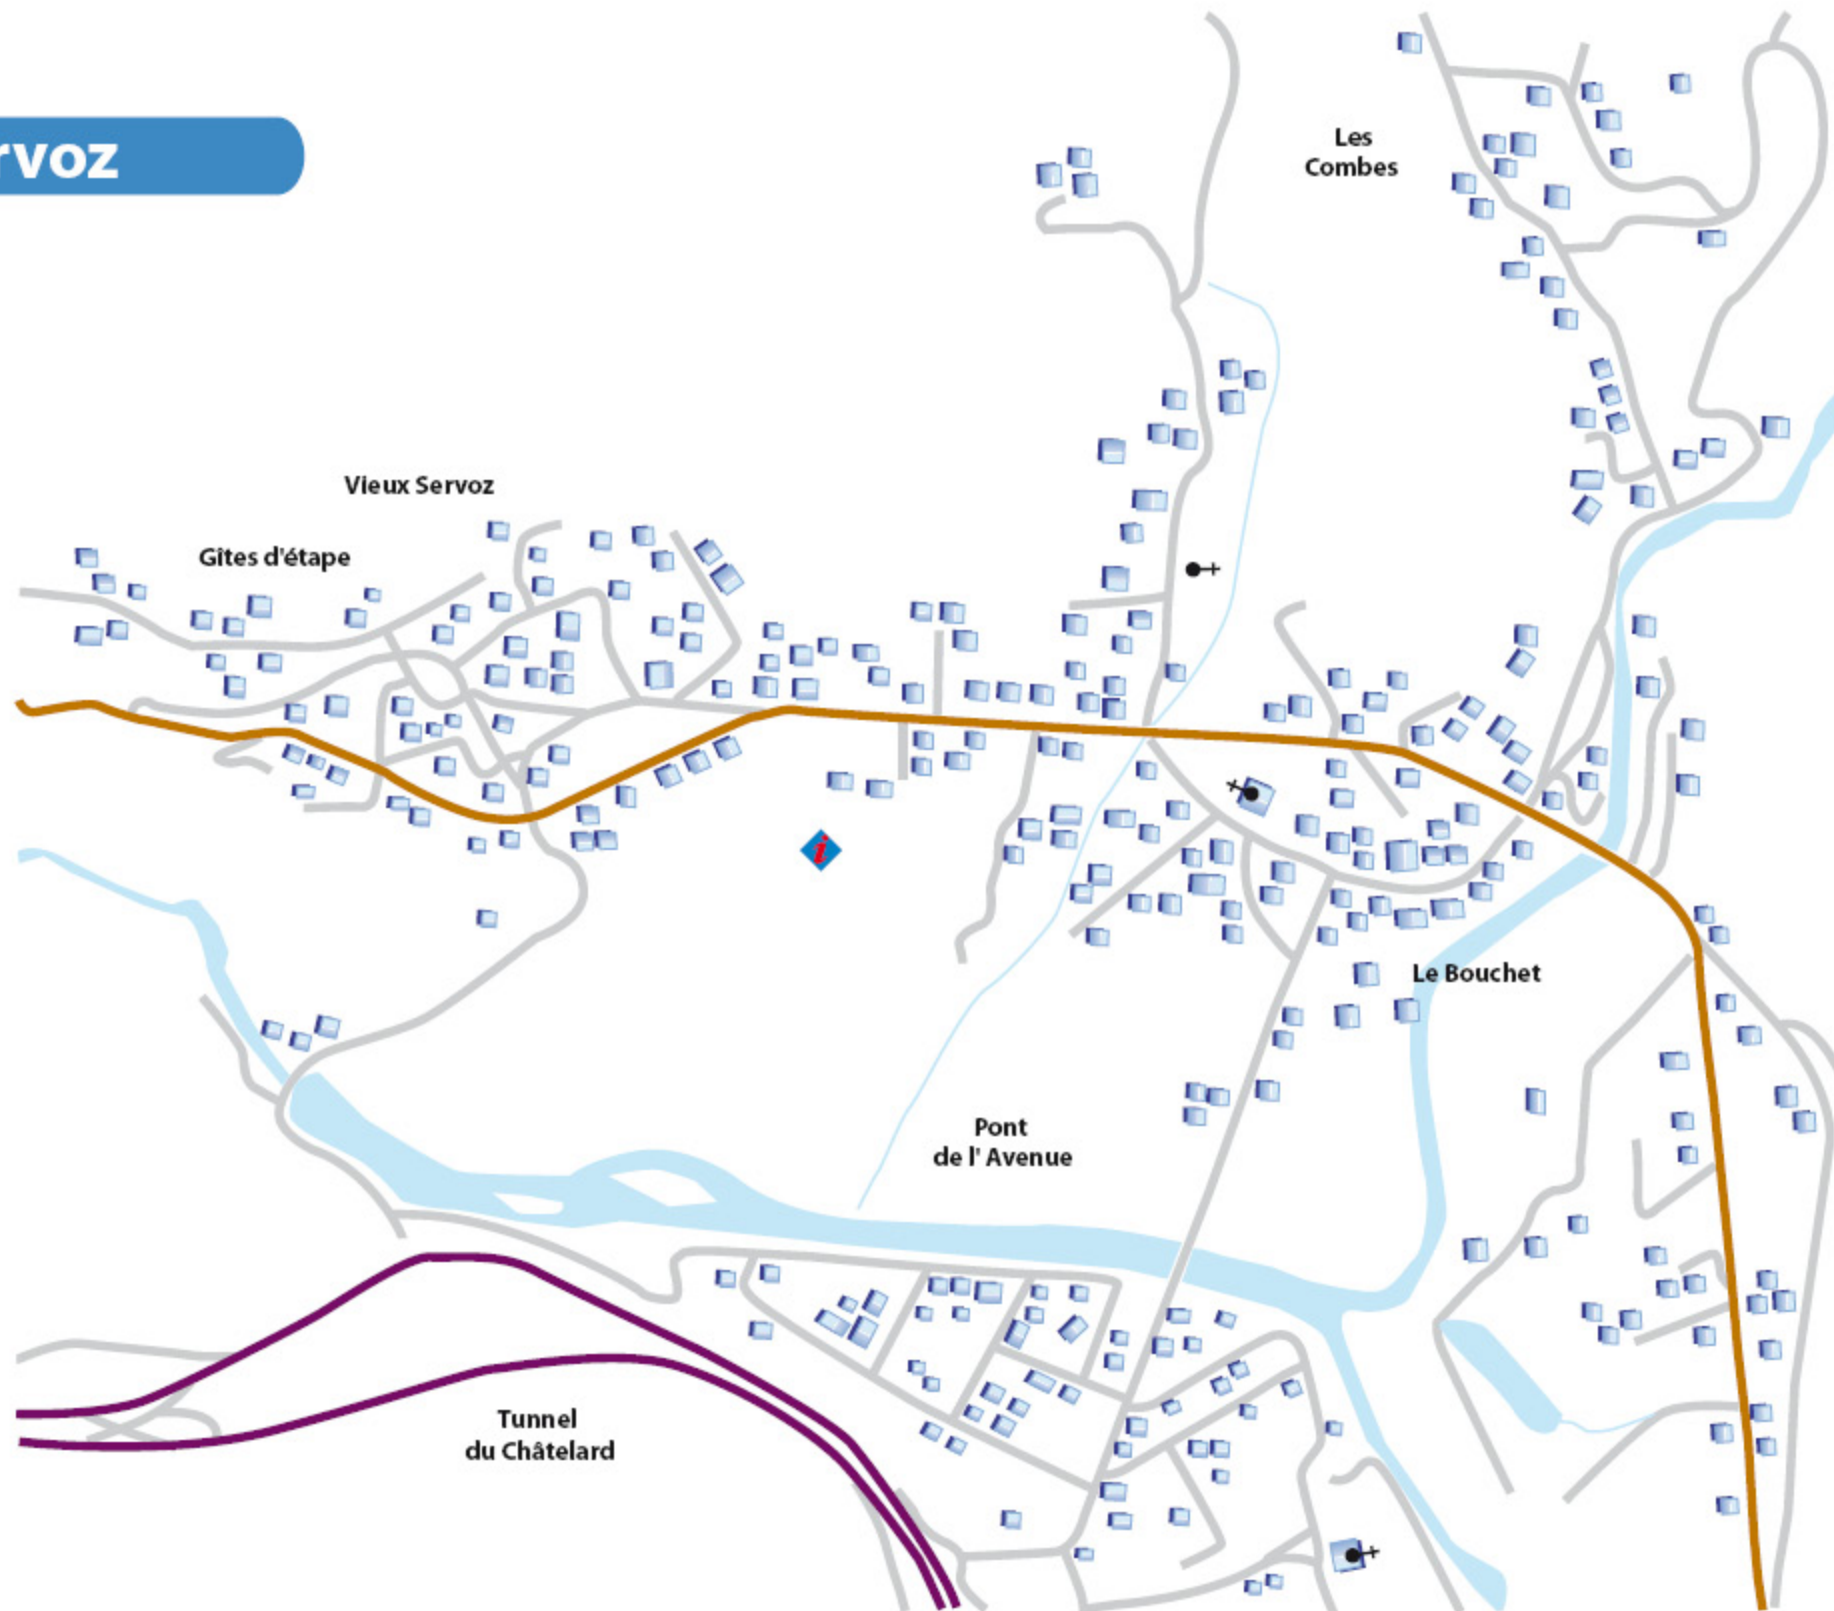 rvoz
Les
Combes
Vieux Servoz
Gîtes d'étape
i
Le Bouchet
Pont
de l' Avenue
Tunnel
du Châtelard